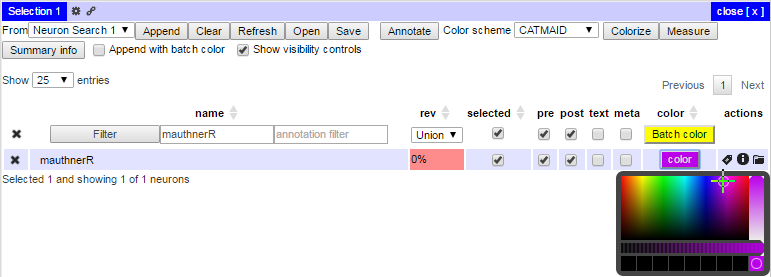 Selection 1 close [ x ]
From Neuron Search 1 Append Clear Refresh Open Save Annotate Color scheme CATMAID Colorize Measure
Summary info Append with batch color Show visibility controls
Show 25 entries Previous 1 Next
name rev selected pre post text meta color actions
Filter mauthnerR annotation filter Union Batch color
mauthnerR 0% color
Selected 1 and showing 1 of 1 neurons